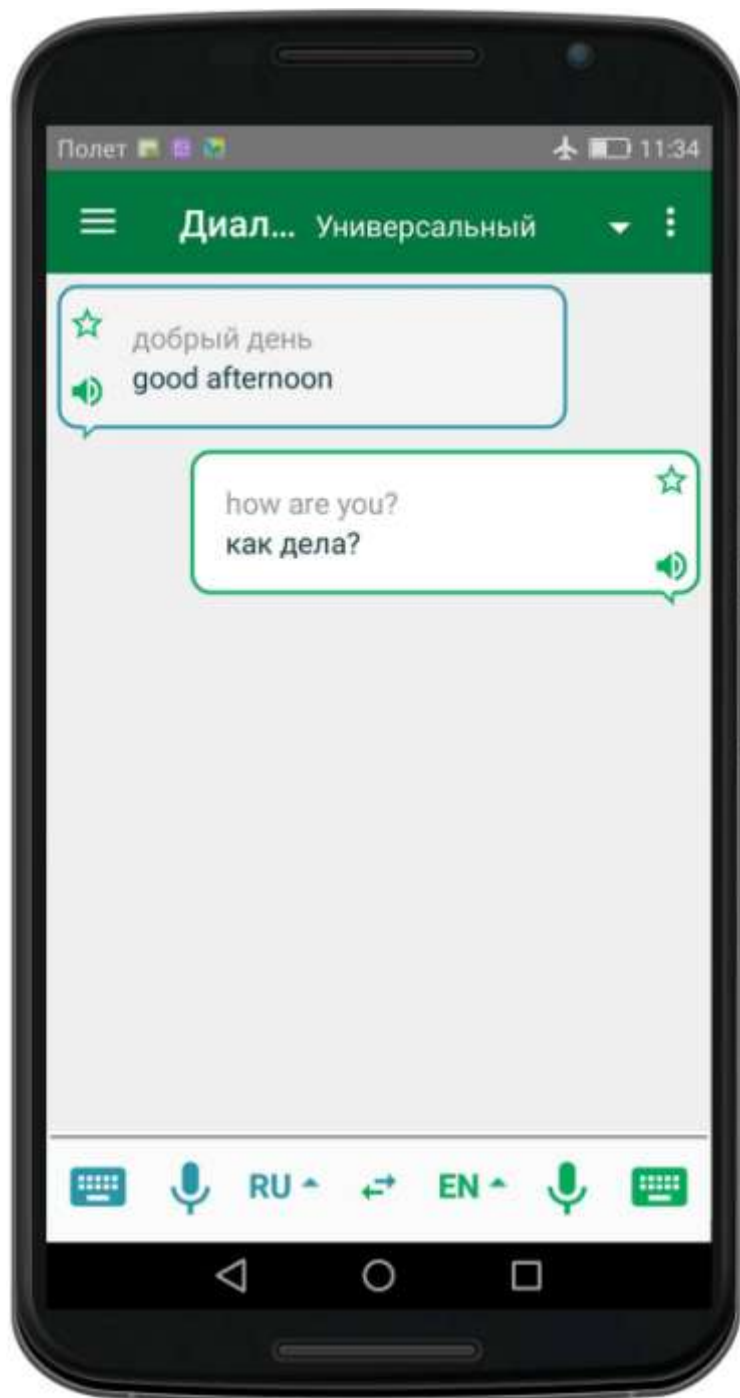 Полет 11:34
Диал... Универсальный
добрый день
good afternoon
how are you?
как дела?
RU EN